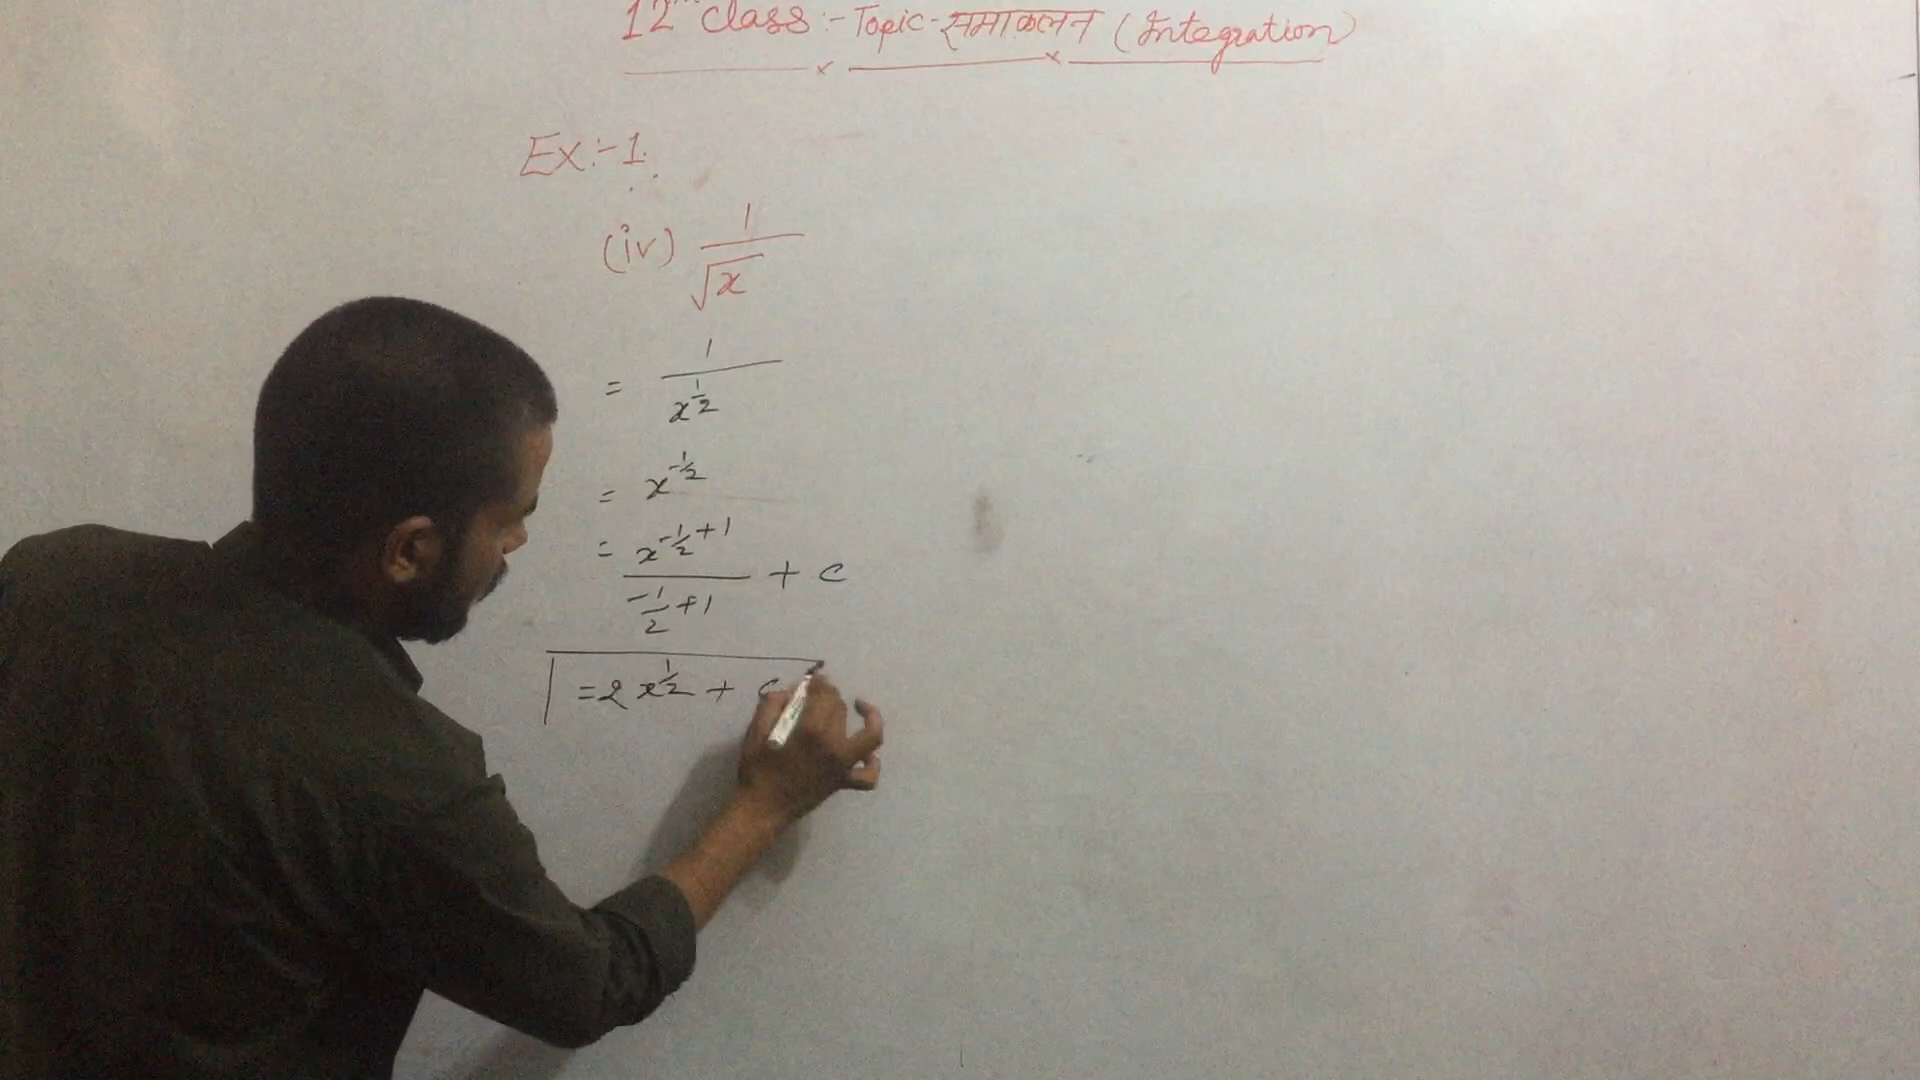 12th Class :- Topic - समाकलन (Integration)
Ex:-1.
(iv) 1/√x
= 1/x^1/2
= x^-1/2
= x^-1/2+1 / -1/2+1 + c
= 2x^1/2 + c